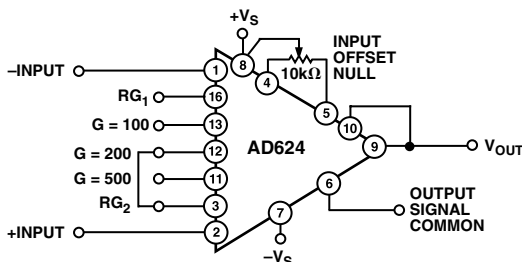 +VS
–INPUT
1
8
4
10kΩ
INPUT
OFFSET
NULL
RG1
16
5
G = 100
13
10
G = 200
12
AD624
9
VOUT
G = 500
11
6
RG2
3
OUTPUT
SIGNAL
COMMON
+INPUT
2
7
–VS